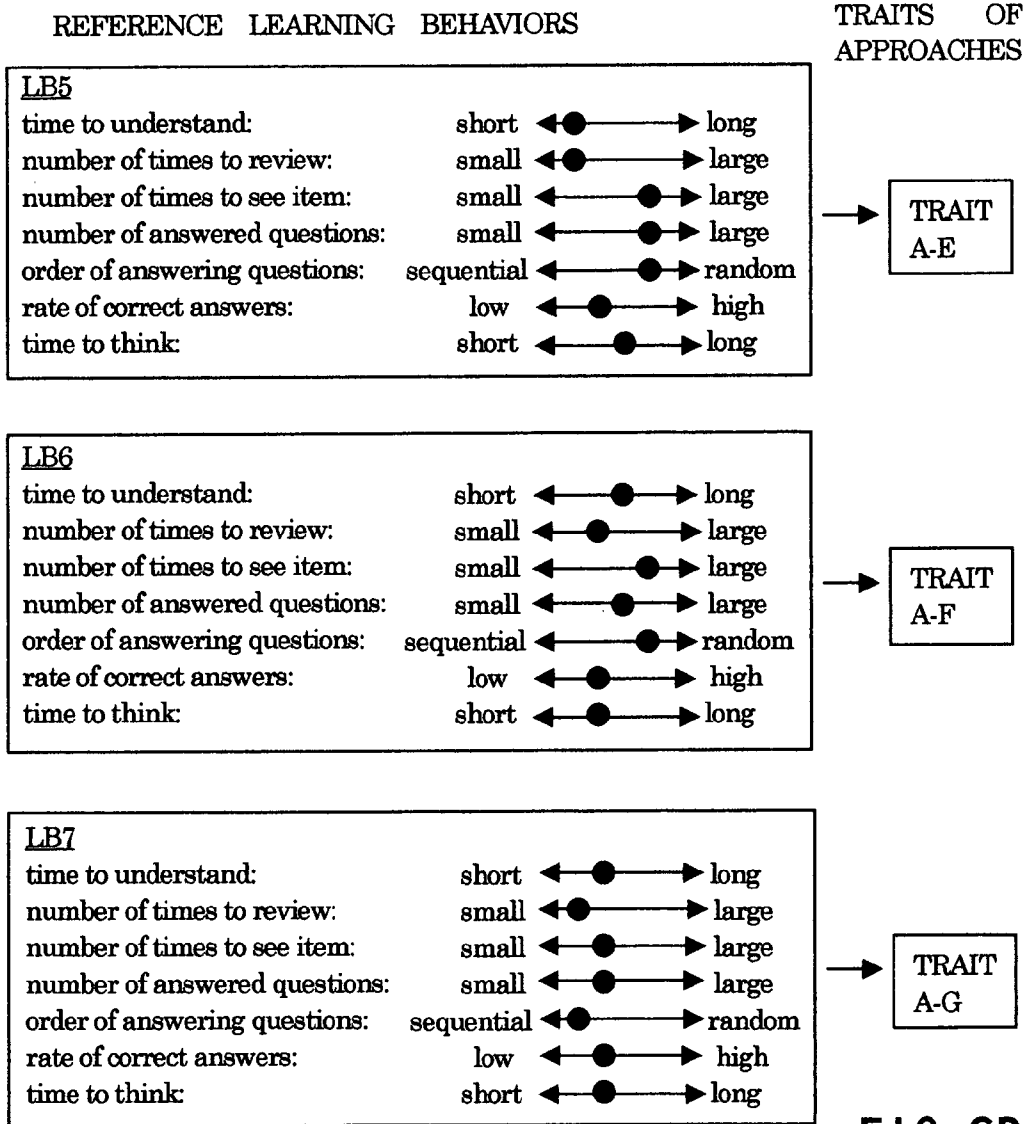 REFERENCE LEARNING BEHAVIORS
TRAITS OF
APPROACHES
LB5
time to understand: short long
number of times to review: small large
number of times to see item: small large
number of answered questions: small large
order of answering questions: sequential random
rate of correct answers: low high
time to think: short long
TRAIT
A-E
LB6
time to understand: short long
number of times to review: small large
number of times to see item: small large
number of answered questions: small large
order of answering questions: sequential random
rate of correct answers: low high
time to think: short long
TRAIT
A-F
LB7
time to understand: short long
number of times to review: small large
number of times to see item: small large
number of answered questions: small large
order of answering questions: sequential random
rate of correct answers: low high
time to think: short long
TRAIT
A-G